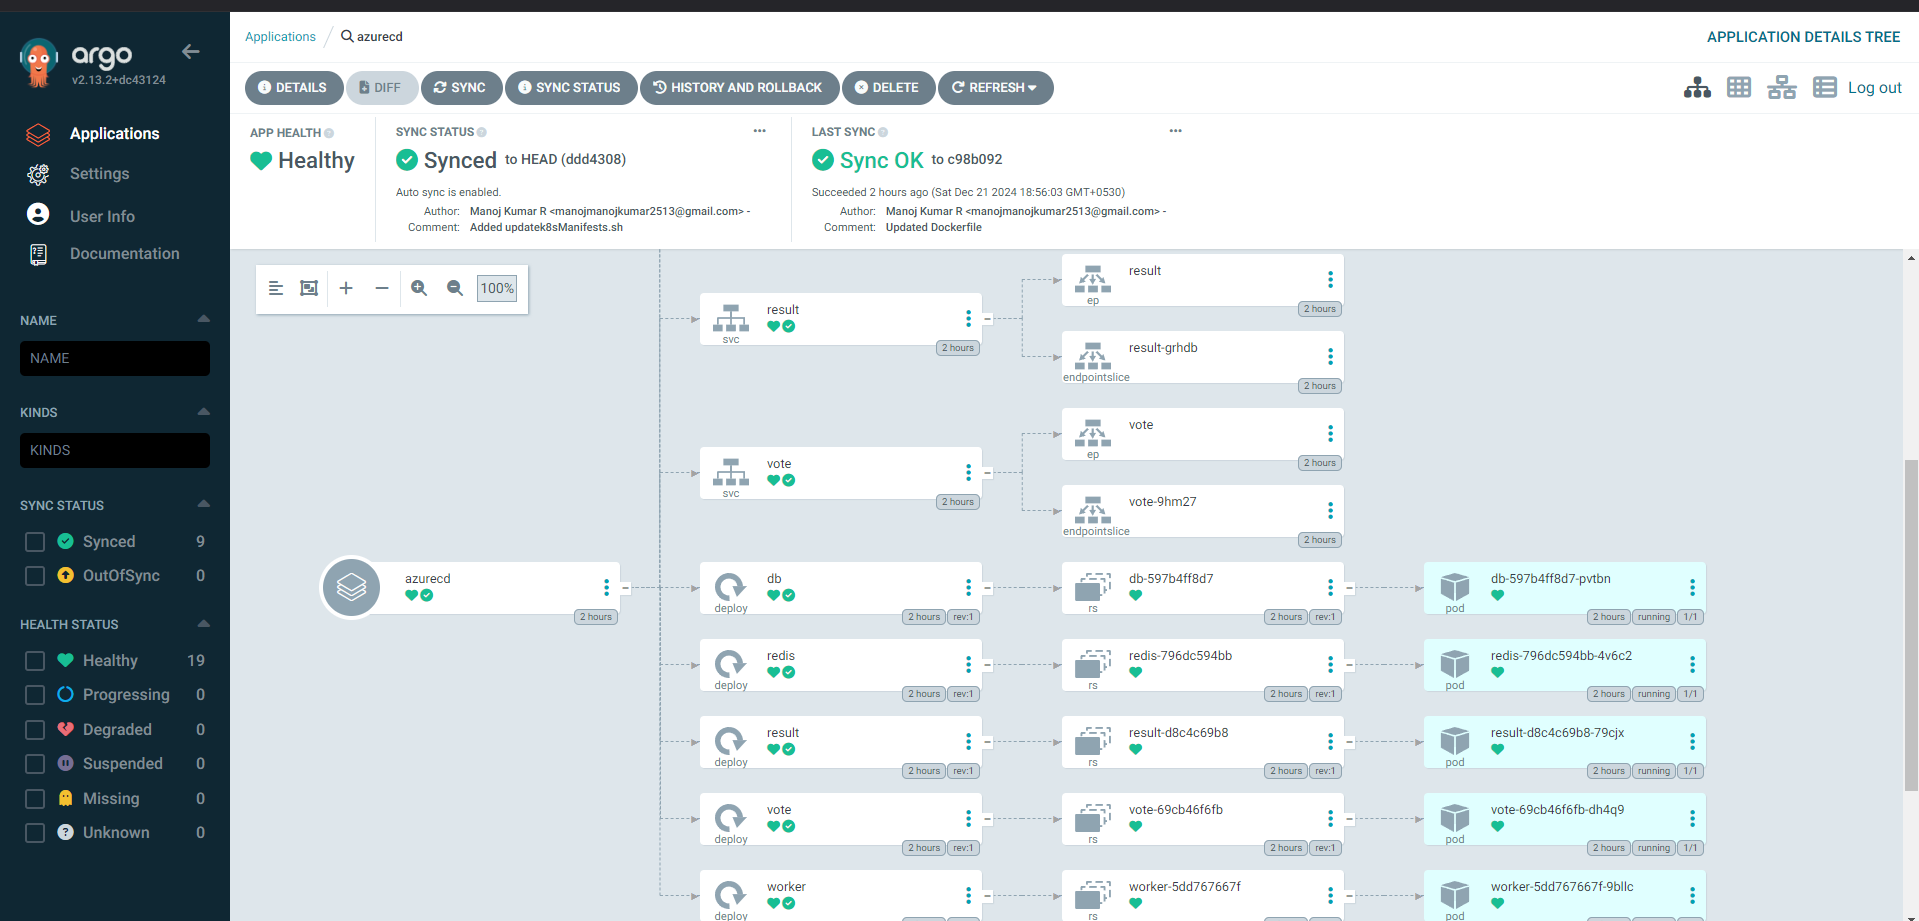 argo
v2.13.2+dc43124
Applications
Settings
User Info
Documentation
NAME
NAME
KINDS
KINDS
SYNC STATUS
Synced 9
OutOfSync 0
HEALTH STATUS
Healthy 19
Progressing 0
Degraded 0
Suspended 0
Missing 0
Unknown 0
Applications / azurecd
APPLICATION DETAILS TREE
DETAILS DIFF SYNC SYNC STATUS HISTORY AND ROLLBACK DELETE REFRESH
Log out
APP HEALTH
Healthy
SYNC STATUS
Synced to HEAD (ddd4308)
Auto sync is enabled.
Author: Manoj Kumar R <manojmanojkumar2513@gmail.com> -
Comment: Added updatek8sManifests.sh
LAST SYNC
Sync OK to c98b092
Succeeded 2 hours ago (Sat Dec 21 2024 18:56:03 GMT+0530)
Author: Manoj Kumar R <manojmanojkumar2513@gmail.com> -
Comment: Updated Dockerfile
100%
azurecd
2 hours
result
svc
2 hours
result
ep
2 hours
result-grhdb
endpointslice
2 hours
vote
svc
2 hours
vote
ep
2 hours
vote-9hm27
endpointslice
2 hours
db
deploy
2 hours rev:1
db-597b4ff8d7
rs
2 hours rev:1
db-597b4ff8d7-pvtbn
pod
2 hours running 1/1
redis
deploy
2 hours rev:1
redis-796dc594bb
rs
2 hours rev:1
redis-796dc594bb-4v6c2
pod
2 hours running 1/1
result
deploy
2 hours rev:1
result-d8c4c69b8
rs
2 hours rev:1
result-d8c4c69b8-79cjx
pod
2 hours running 1/1
vote
deploy
2 hours rev:1
vote-69cb46f6fb
rs
2 hours rev:1
vote-69cb46f6fb-dh4q9
pod
2 hours running 1/1
worker
deploy
worker-5dd767667f
rs
worker-5dd767667f-9bllc
pod